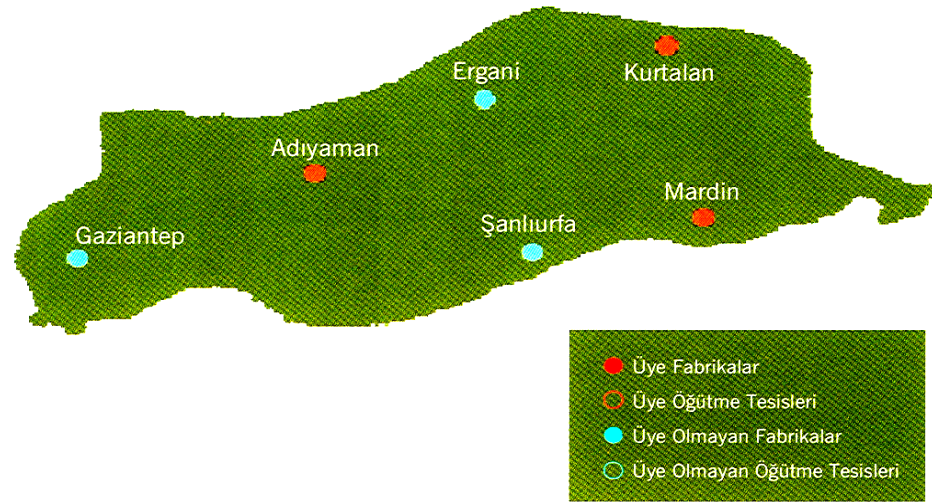 Ergani
Kurtalan
Adıyaman
Mardin
Şanlıurfa
Gaziantep
Üye Fabrikalar
Üye Öğütme Tesisleri
Üye Olmayan Fabrikalar
Üye Olmayan Öğütme Tesisleri